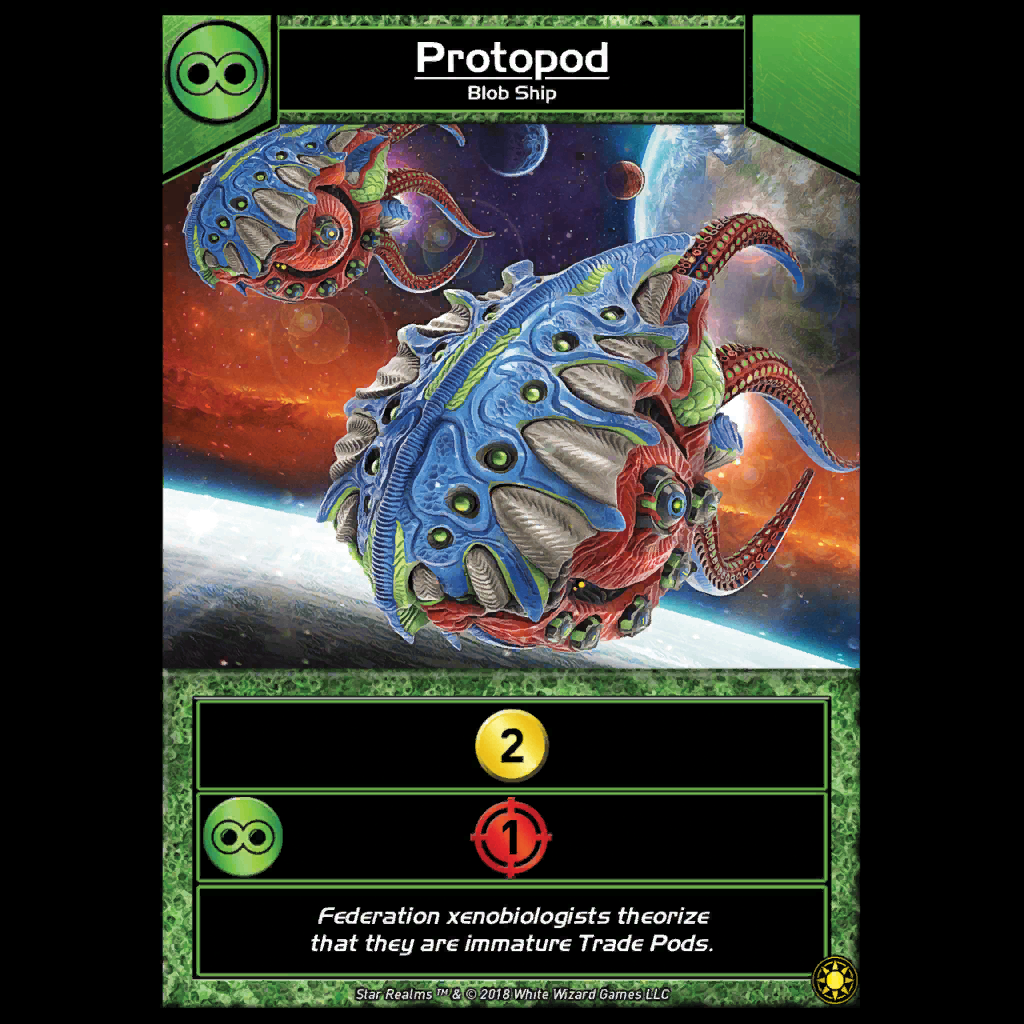 Protopod
Blob Ship
2
1
Federation xenobiologists theorize
that they are immature Trade Pods.
Star Realms ™ & © 2018 White Wizard Games LLC